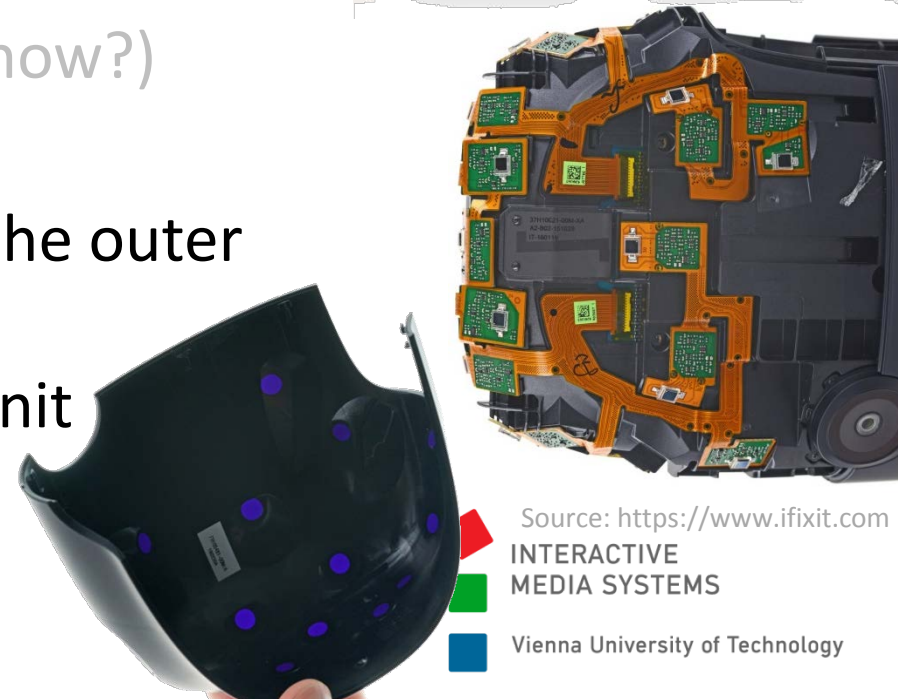 now?)
he outer
nit
Source: https://www.ifixit.com
INTERACTIVE
MEDIA SYSTEMS
Vienna University of Technology